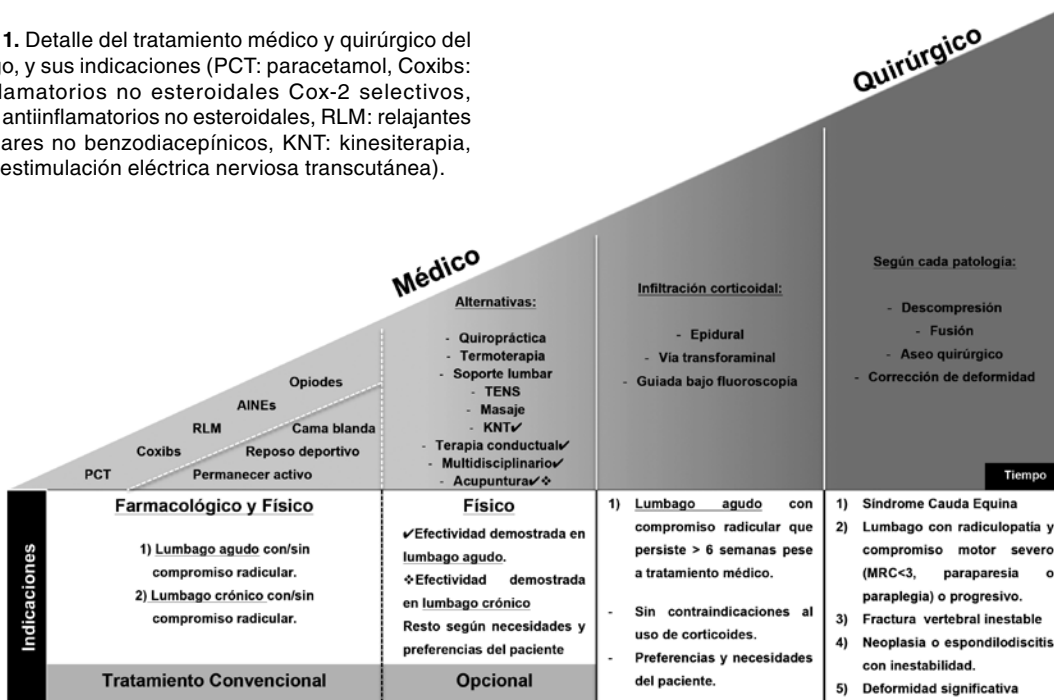 1. Detalle del tratamiento médico y quirúrgico del
go, y sus indicaciones (PCT: paracetamol, Coxibs:
lamatorios no esteroidales Cox-2 selectivos,
antiinflamatorios no esteroidales, RLM: relajantes
ares no benzodiacepínicos, KNT: kinesiterapia,
estimulación eléctrica nerviosa transcutánea).
Médico
Quirúrgico
PCT
Coxibs
RLM
AINEs
Opiodes
Cama blanda
Reposo deportivo
Permanecer activo
Alternativas:
- Quiropráctica
- Termoterapia
- Soporte lumbar
- TENS
- Masaje
- KNT✔
- Terapia conductual✔
- Multidisciplinario✔
- Acupuntura✔❖
Infiltración corticoidal:
- Epidural
- Vía transforaminal
- Guiada bajo fluoroscopía
Según cada patología:
- Descompresión
- Fusión
- Aseo quirúrgico
- Corrección de deformidad
Tiempo
Indicaciones
Farmacológico y Físico
1) Lumbago agudo con/sin
compromiso radicular.
2) Lumbago crónico con/sin
compromiso radicular.
Tratamiento Convencional
Físico
✔Efectividad demostrada en
lumbago agudo.
❖Efectividad demostrada
en lumbago crónico
Resto según necesidades y
preferencias del paciente
Opcional
1) Lumbago agudo con
compromiso radicular que
persiste > 6 semanas pese
a tratamiento médico.
- Sin contraindicaciones al
uso de corticoides.
- Preferencias y necesidades
del paciente.
1) Síndrome Cauda Equina
2) Lumbago con radiculopatía y
compromiso motor severo
(MRC<3, paraparesia o
paraplegia) o progresivo.
3) Fractura vertebral inestable
4) Neoplasia o espondilodiscitis
con inestabilidad.
5) Deformidad significativa